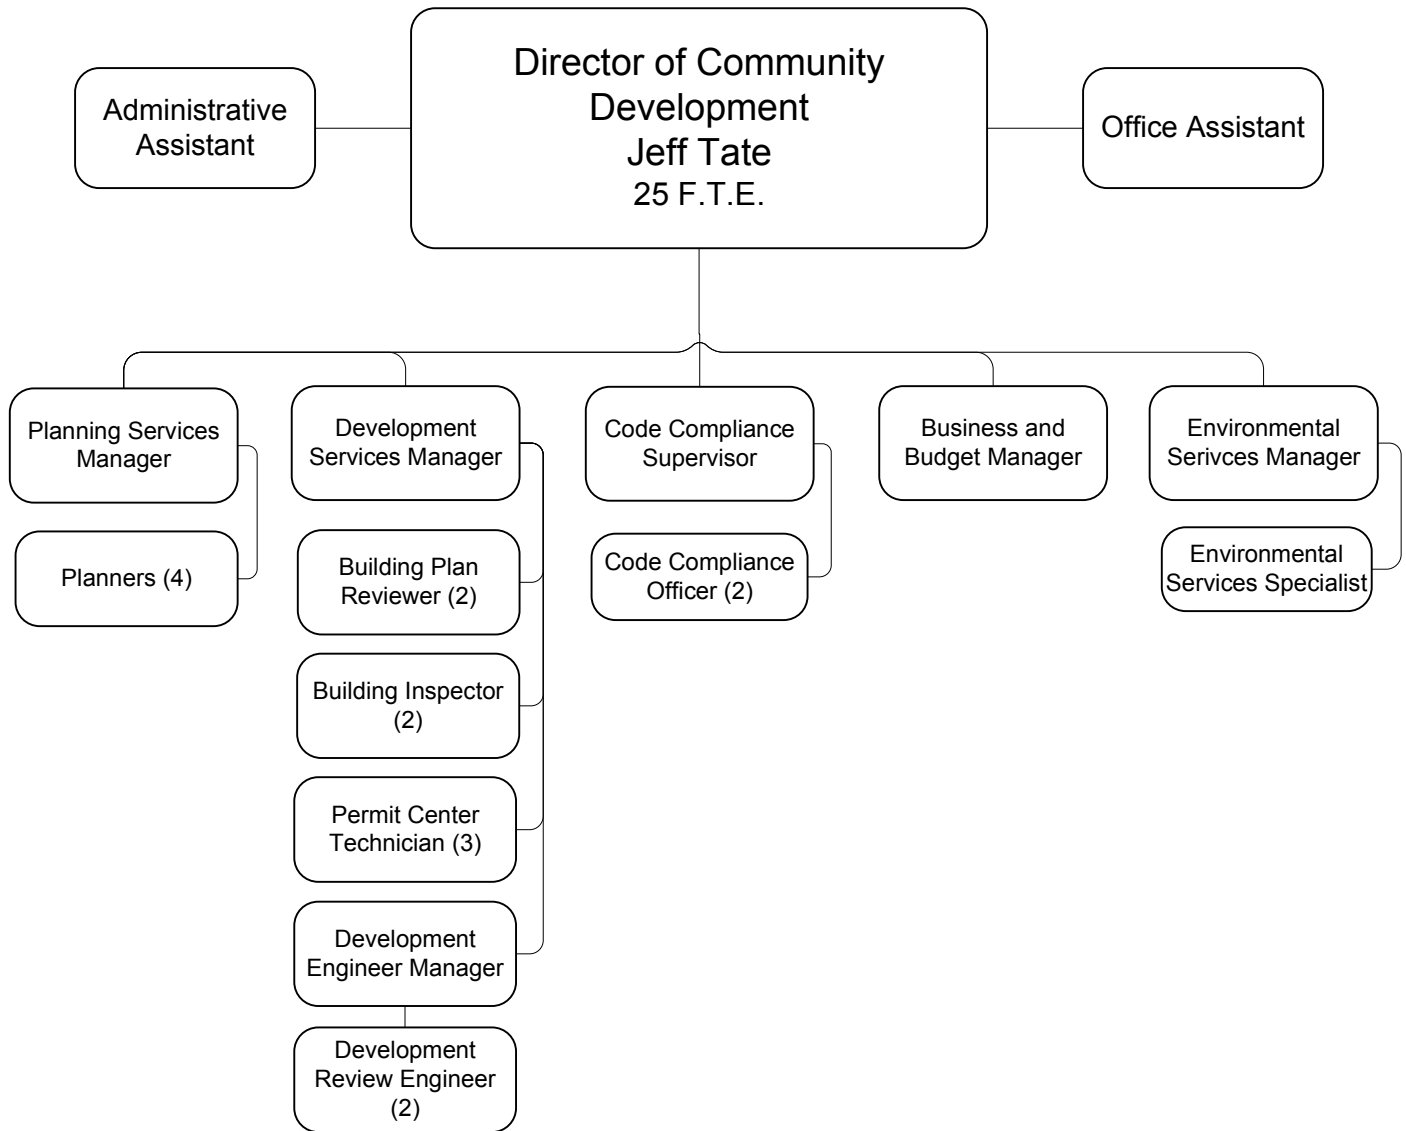 Director of Community
Development
Jeff Tate
25 F.T.E.
Administrative
Assistant
Office Assistant
Planning Services
Manager
Planners (4)
Development
Services Manager
Building Plan
Reviewer (2)
Building Inspector
(2)
Permit Center
Technician (3)
Development
Engineer Manager
Development
Review Engineer
(2)
Code Compliance
Supervisor
Code Compliance
Officer (2)
Business and
Budget Manager
Environmental
Serivces Manager
Environmental
Services Specialist